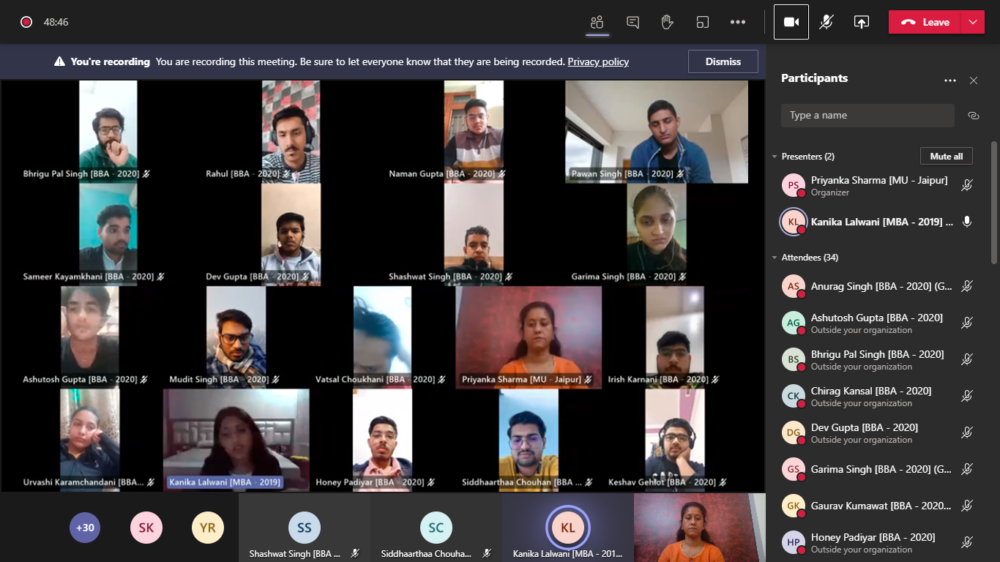 48:46
Leave
You're recording You are recording this meeting. Be sure to let everyone know that they are being recorded. Privacy policy
Dismiss
Bhrigu Pal Singh [BBA - 2020]
Rahul [BBA - 2020]
Naman Gupta [BBA - 2020]
Pawan Singh [BBA - 2020]
Sameer Kayamkhani [BBA - 2020]
Dev Gupta [BBA - 2020]
Shashwat Singh [BBA - 2020]
Garima Singh [BBA - 2020]
Ashutosh Gupta [BBA - 2020]
Mudit Singh [BBA - 2020]
Vatsal Choukhani [BBA - 2020]
Priyanka Sharma [MU - Jaipur]
Irish Karnani [BBA - 2020]
Urvashi Karamchandani [BBA...
Kanika Lalwani [MBA - 2019]
Honey Padiyar [BBA - 2020]
Siddhaarthaa Chouhan [BBA ...
Keshav Gehlot [BBA - 2020]
+30
SK
YR
SS
Shashwat Singh [BBA ...
SC
Siddhaarthaa Chouha...
KL
Kanika Lalwani [MBA - 201...
Participants
Type a name
Presenters (2)
Mute all
PS
Priyanka Sharma [MU - Jaipur]
Organizer
KL
Kanika Lalwani [MBA - 2019] ...
Attendees (34)
AS
Anurag Singh [BBA - 2020] (G...
AG
Ashutosh Gupta [BBA - 2020]
Outside your organization
BS
Bhrigu Pal Singh [BBA - 2020]
Outside your organization
CK
Chirag Kansal [BBA - 2020]
Outside your organization
DG
Dev Gupta [BBA - 2020]
Outside your organization
GS
Garima Singh [BBA - 2020] (G...
GK
Gaurav Kumawat [BBA - 2020...
HP
Honey Padiyar [BBA - 2020]
Outside your organization